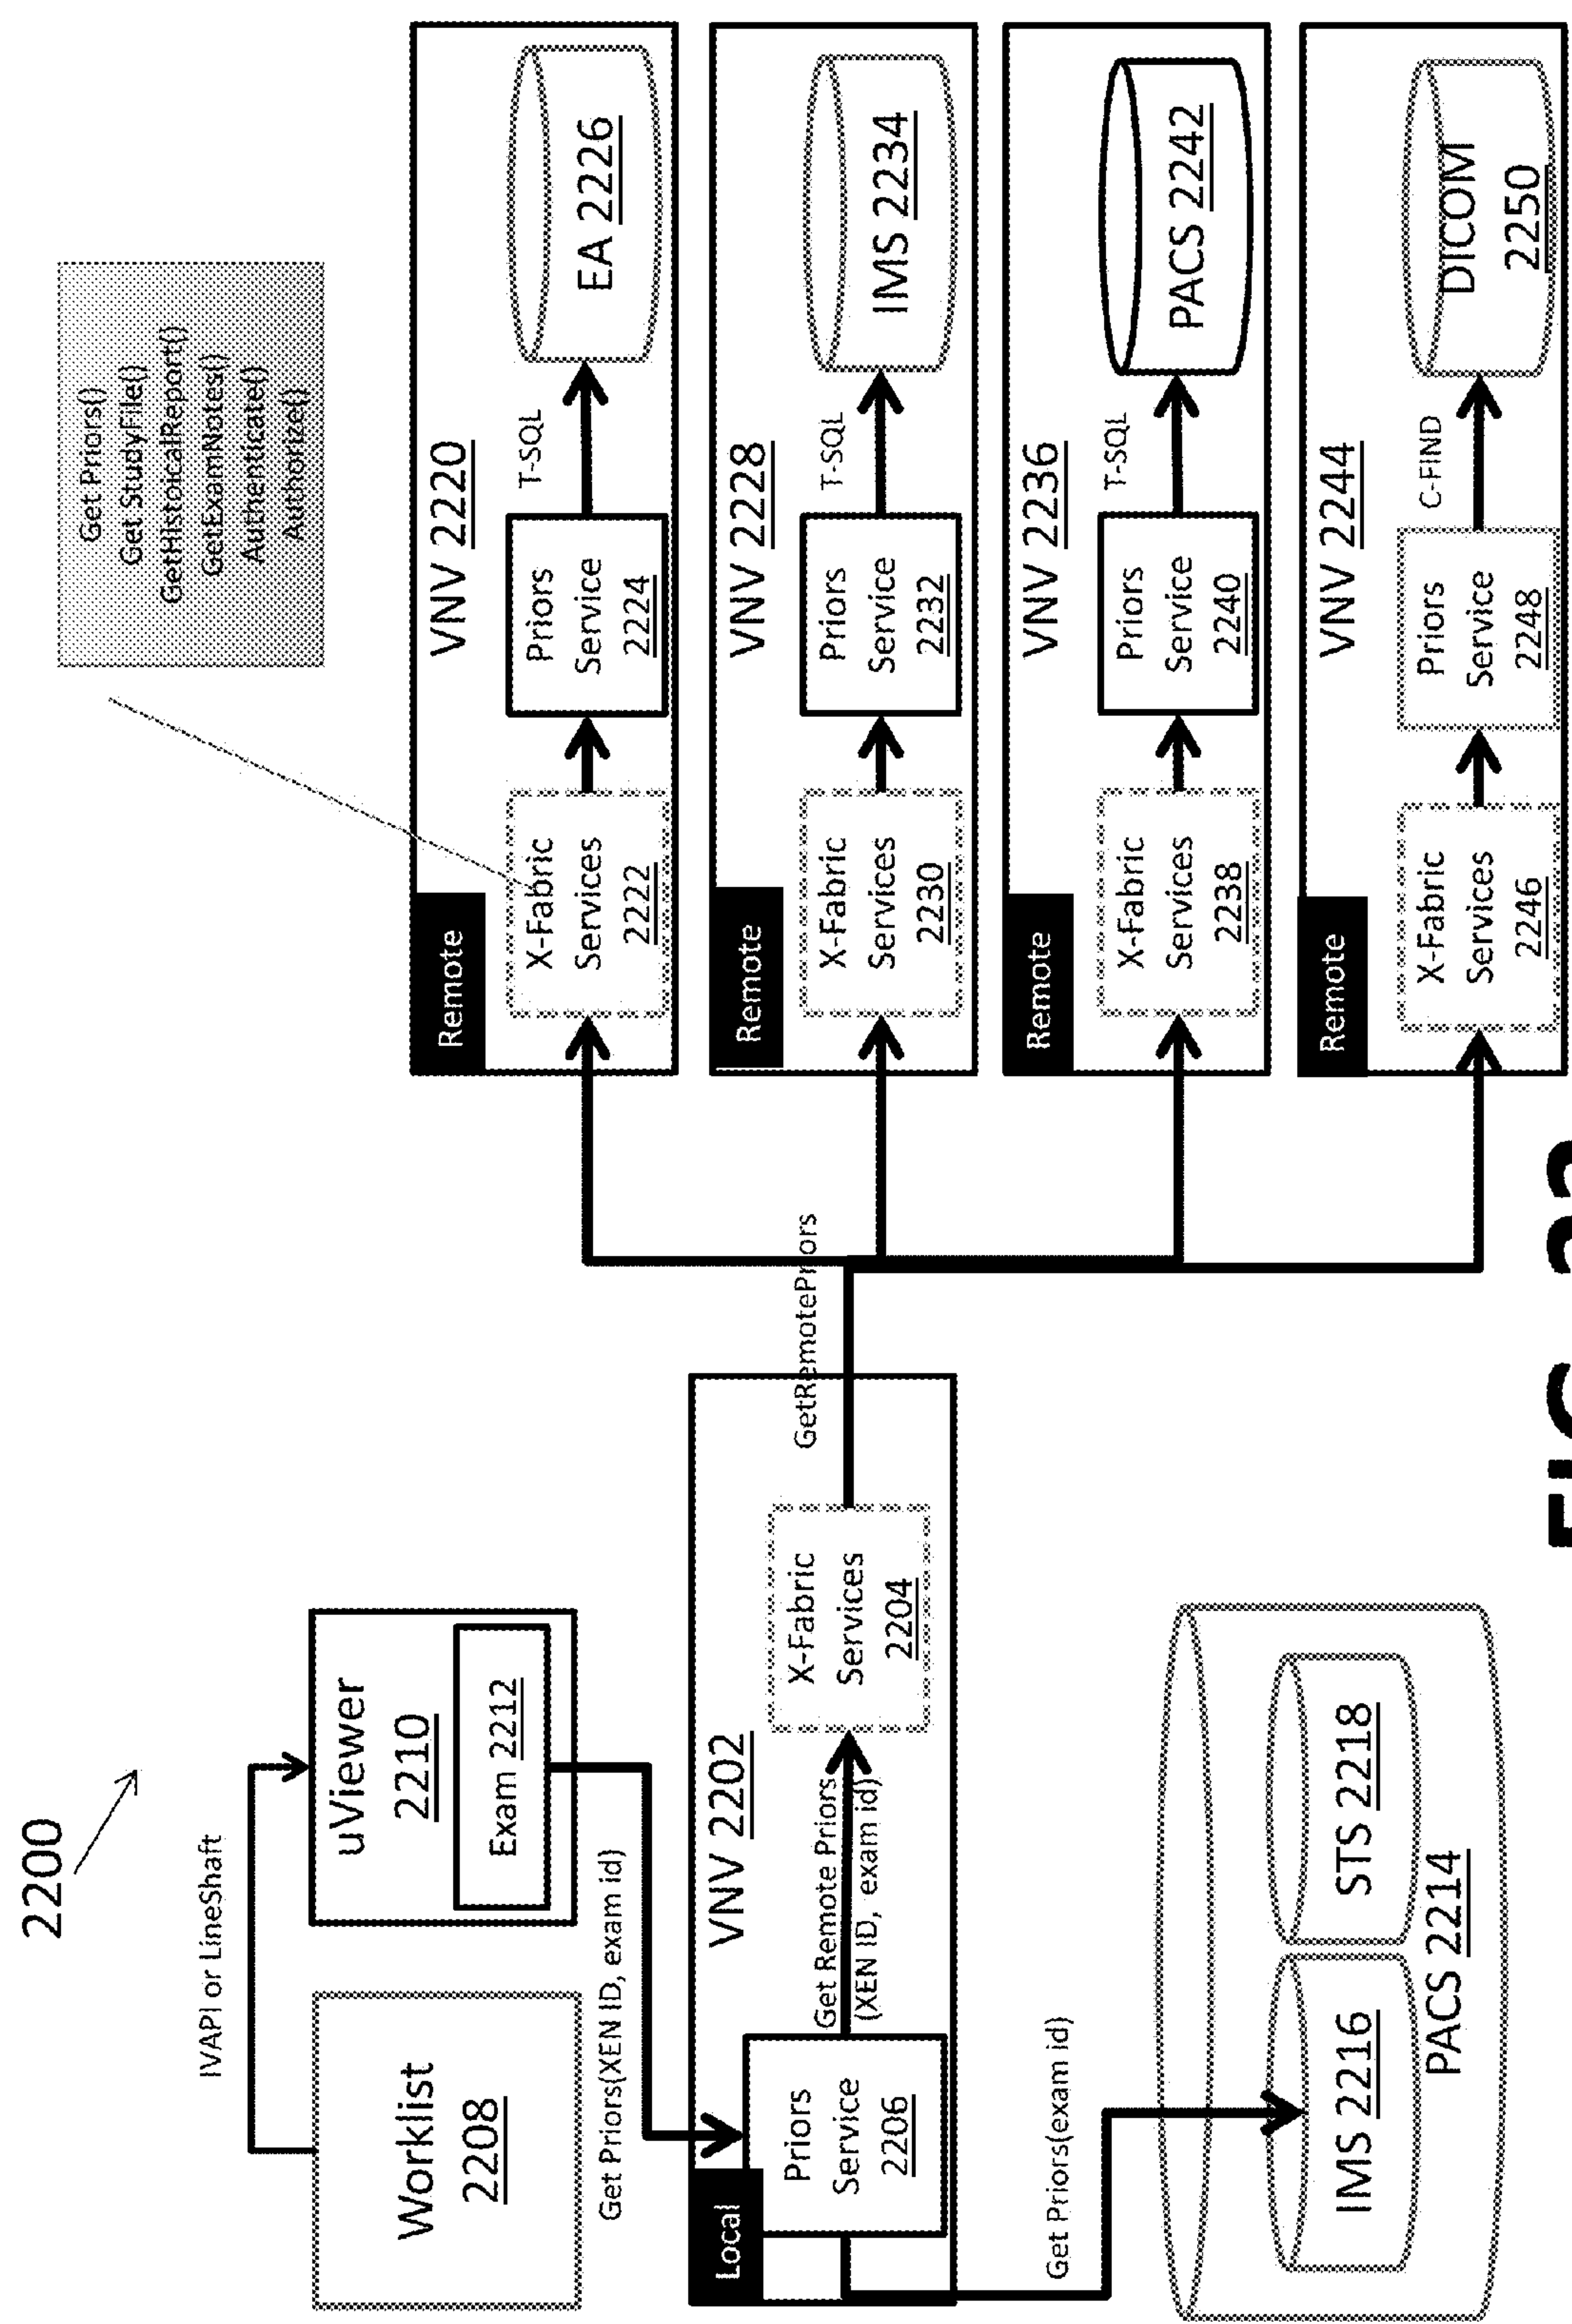 2200
IVAPI or LineShaft
Worklist
2208
uViewer
2210
Exam 2212
Get Priors(XEN ID, exam id)
Local
VNV 2202
Priors
Service
2206
Get Remote Priors
(XEN ID, exam id)
X-Fabric
Services
2204
GetRemotePriors
Get Priors(exam id)
IMS 2216
STS 2218
PACS 2214
Get Priors()
Get StudyFile()
GetHistoicalReport()
GetExamNotes()
Authenticate()
Authorize()
Remote
VNV 2220
X-Fabric
Services
2222
Priors
Service
2224
T-SQL
EA 2226
Remote
VNV 2228
X-Fabric
Services
2230
Priors
Service
2232
T-SQL
IMS 2234
Remote
VNV 2236
X-Fabric
Services
2238
Priors
Service
2240
T-SQL
PACS 2242
Remote
VNV 2244
X-Fabric
Services
2246
Priors
Service
2248
C-FIND
DICOM
2250